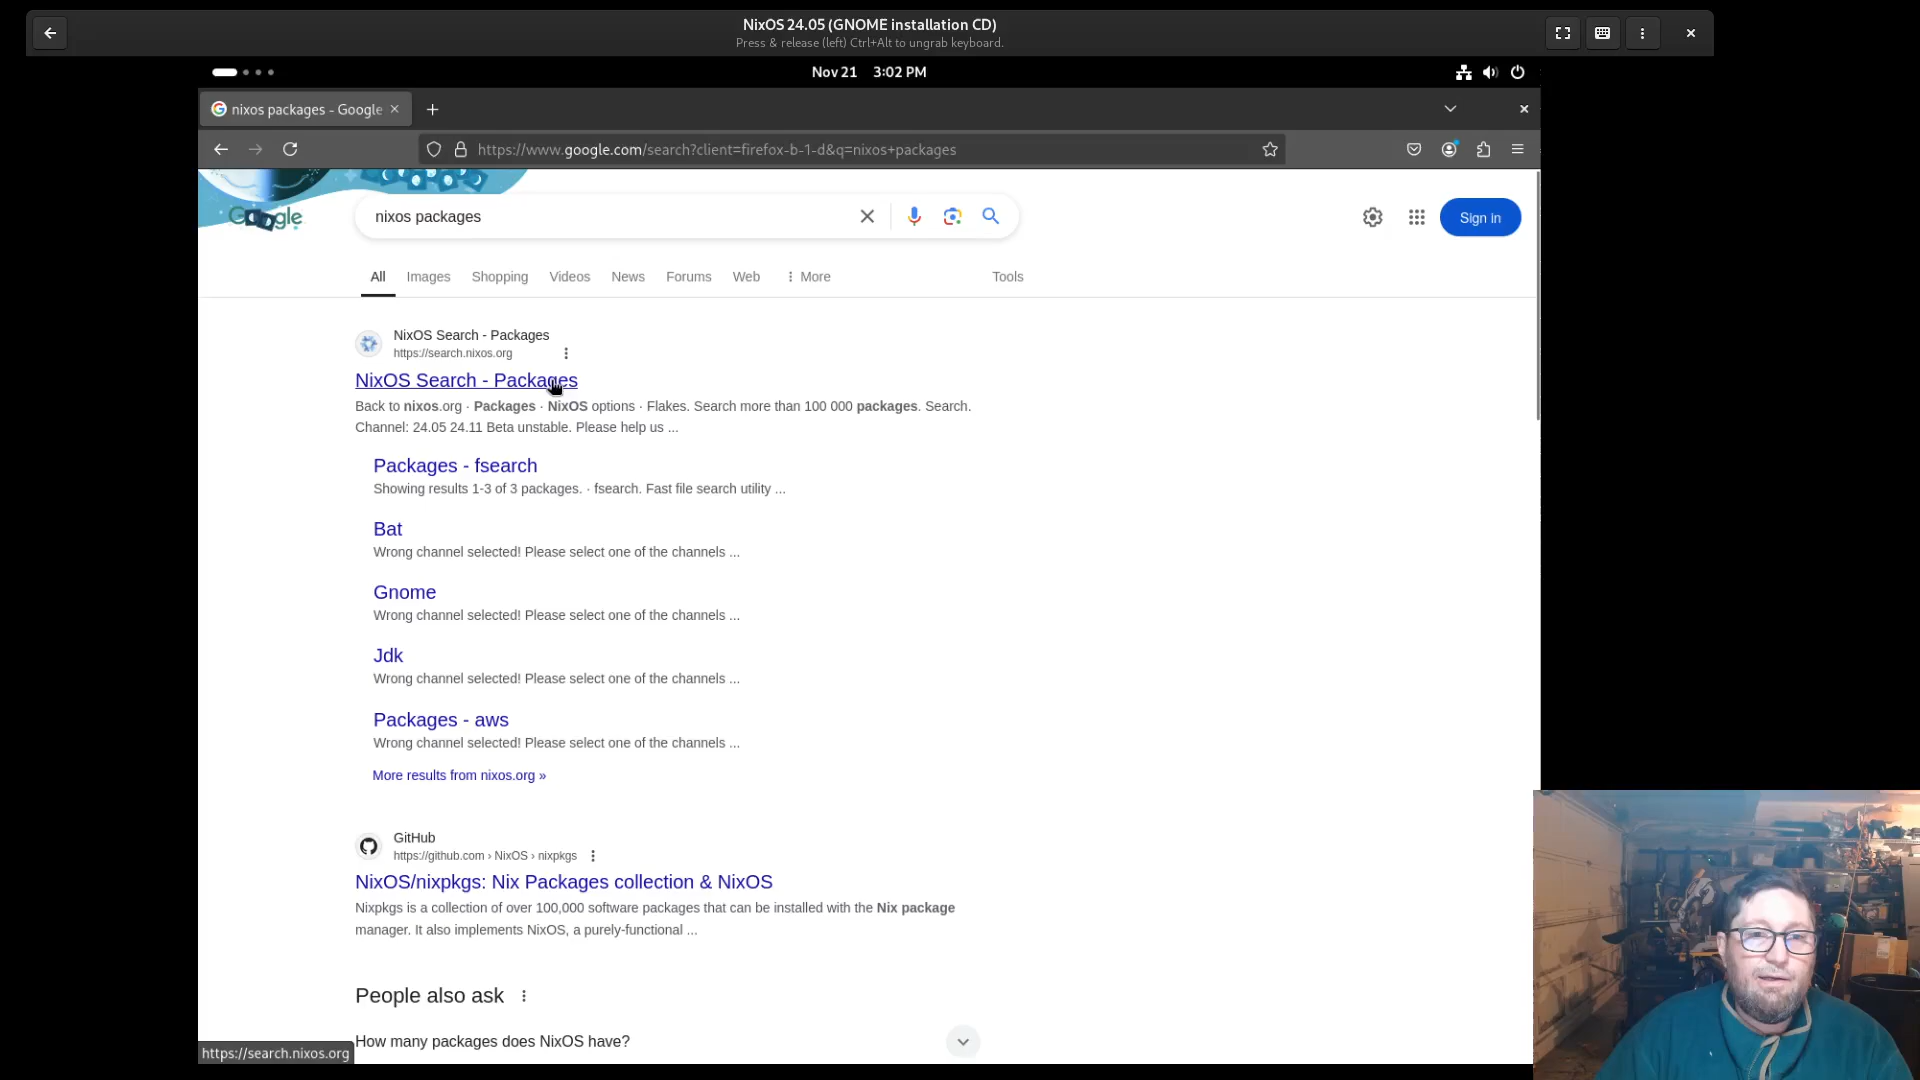 NixOS 24.05 (GNOME installation CD)
Press & release (left) Ctrl+Alt to ungrab keyboard.
Nov 21 3:02 PM
nixos packages - Google
https://www.google.com/search?client=firefox-b-1-d&q=nixos+packages
Google
nixos packages
Sign in
All Images Shopping Videos News Forums Web More Tools
NixOS Search - Packages
https://search.nixos.org
NixOS Search - Packages
Back to nixos.org · Packages · NixOS options · Flakes. Search more than 100 000 packages. Search.
Channel: 24.05 24.11 Beta unstable. Please help us ...
Packages - fsearch
Showing results 1-3 of 3 packages. · fsearch. Fast file search utility ...
Bat
Wrong channel selected! Please select one of the channels ...
Gnome
Wrong channel selected! Please select one of the channels ...
Jdk
Wrong channel selected! Please select one of the channels ...
Packages - aws
Wrong channel selected! Please select one of the channels ...
More results from nixos.org »
GitHub
https://github.com › NixOS › nixpkgs
NixOS/nixpkgs: Nix Packages collection & NixOS
Nixpkgs is a collection of over 100,000 software packages that can be installed with the Nix package
manager. It also implements NixOS, a purely-functional ...
People also ask
How many packages does NixOS have?
https://search.nixos.org